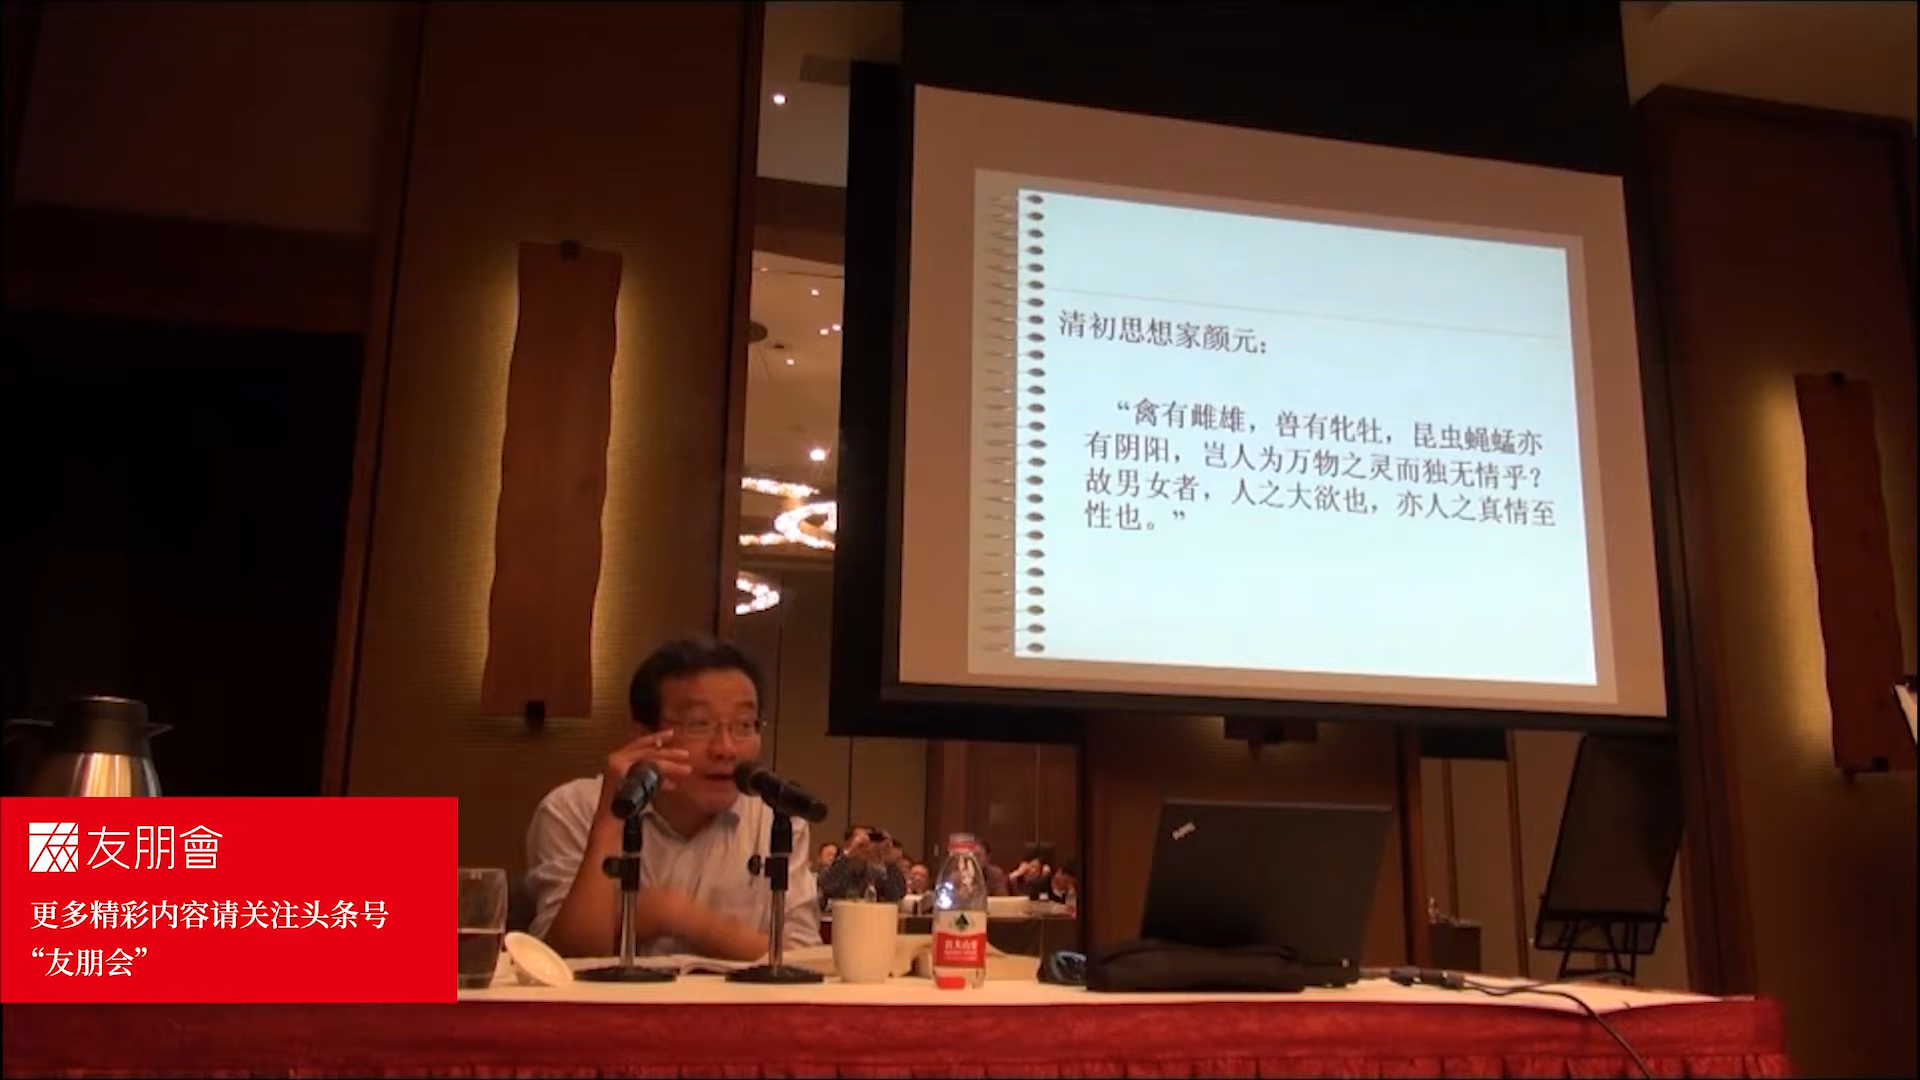 清初思想家颜元：
“禽有雌雄，兽有牝牡，昆虫蝇蜢亦
有阴阳，岂人为万物之灵而独无情乎？
故男女者，人之大欲也，亦人之真情至
性也。”
友朋會
更多精彩内容请关注头条号
“友朋会”